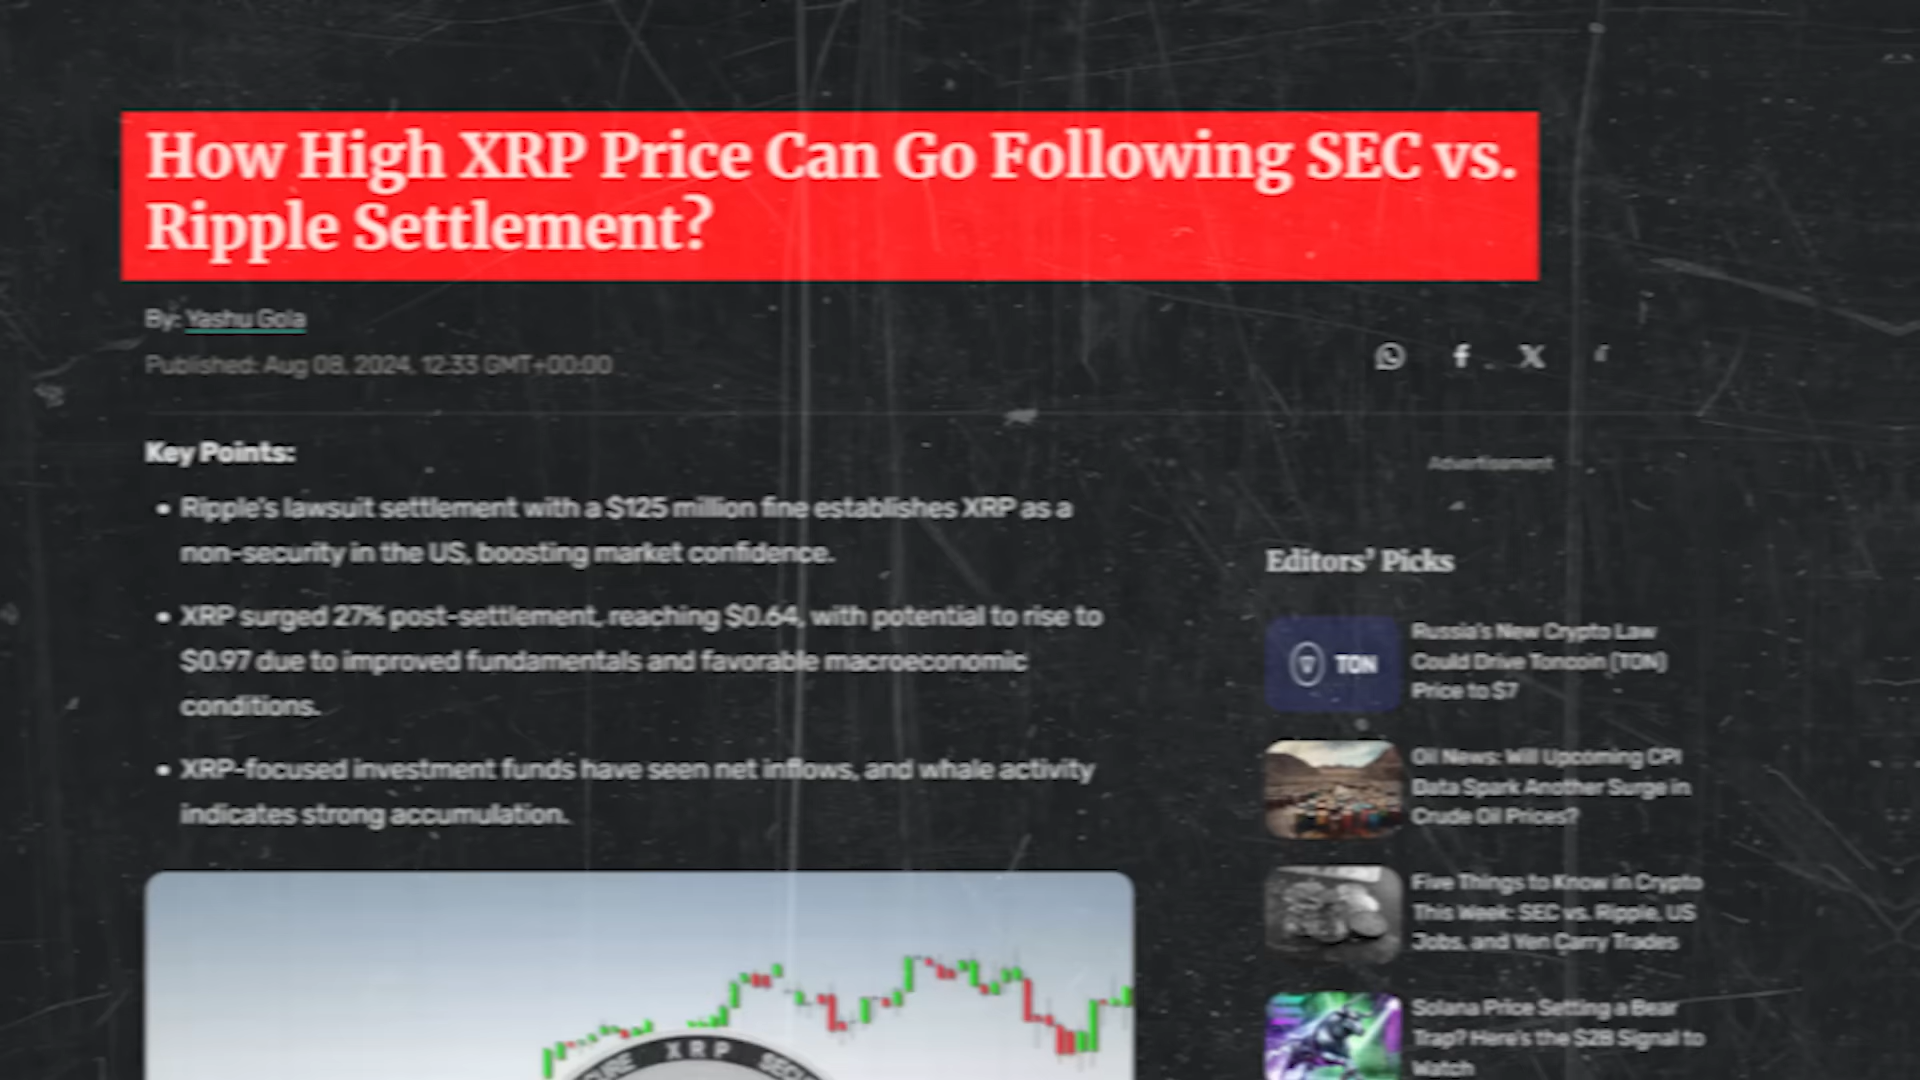 How High XRP Price Can Go Following SEC vs.
Ripple Settlement?
By: Yashu Gola
Published: Aug 08, 2024, 12:33 GMT+00:00
Key Points:
Ripple's lawsuit settlement with a $125 million fine establishes XRP as a
non-security in the US, boosting market confidence.
XRP surged 27% post-settlement, reaching $0.64, with potential to rise to
$0.97 due to improved fundamentals and favorable macroeconomic
conditions.
XRP-focused investment funds have seen net inflows, and whale activity
indicates strong accumulation.
XRP
Advertisement
Editors' Picks
TON
Russia's New Crypto Law
Could Drive Toncoin (TON)
Price to $7
Oil News: Will Upcoming CPI
Data Spark Another Surge in
Crude Oil Prices?
Five Things to Know in Crypto
This Week: SEC vs. Ripple, US
Jobs, and Yen Carry Trades
Solana Price Setting a Bear
Trap? Here's the $2B Signal to
Watch